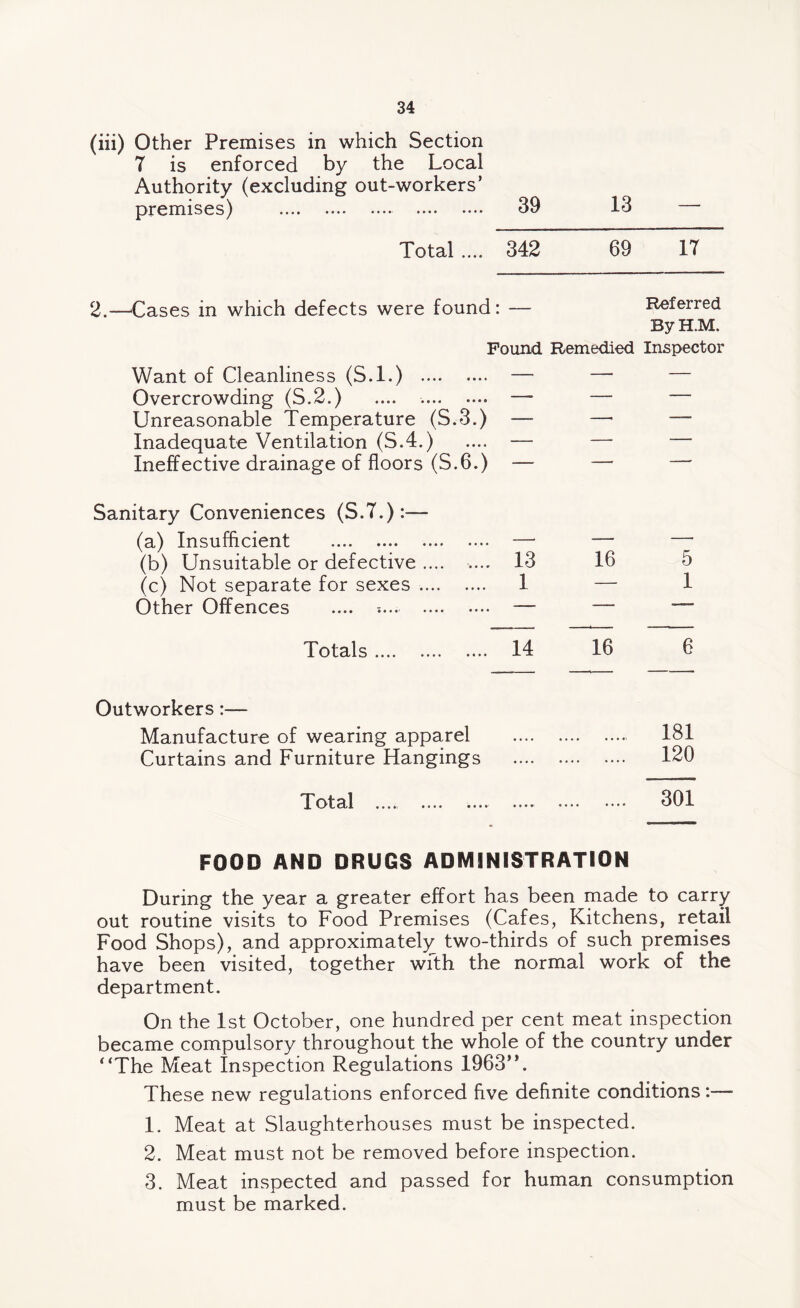 34
(iii) Other Premises in which Section
7 is enforced by the Local
Authority (excluding out-workers’
premises) .... .... .... .... .... 39 13 —
Total .... 342 69 17
2.—Cases in which defects were found: — Referred
By H.M.
Found Remedied Inspector
Want of Cleanliness (S.1.) .... .... — — —
Overcrowding (S.2.) .... .... .... — — —
Unreasonable Temperature (S.3.) — — —
Inadequate Ventilation (S.4.) .... — — —
Ineffective drainage of floors (S.6.) — — —
Sanitary Conveniences (S.7.):—
(a) Insufficient .... .... .... .... — — —
(b) Unsuitable or defective .... .... 13 16 5
(c) Not separate for sexes .... .... 1 — 1
Other Offences .... .... .... .... — — —
Totals .... .... .... 14 16 6
Outworkers:—
Manufacture of wearing apparel .... .... .... 181
Curtains and Furniture Hangings .... .... .... 120
Total .... .... .... .... .... .... 301
FOOD AND DRUGS ADMINISTRATION
During the year a greater effort has been made to carry
out routine visits to Food Premises (Cafes, Kitchens, retail
Food Shops), and approximately two-thirds of such premises
have been visited, together with the normal work of the
department.
On the 1st October, one hundred per cent meat inspection
became compulsory throughout the whole of the country under
“The Meat Inspection Regulations 1963”.
These new regulations enforced five definite conditions:—
1. Meat at Slaughterhouses must be inspected.
2. Meat must not be removed before inspection.
3. Meat inspected and passed for human consumption
must be marked.